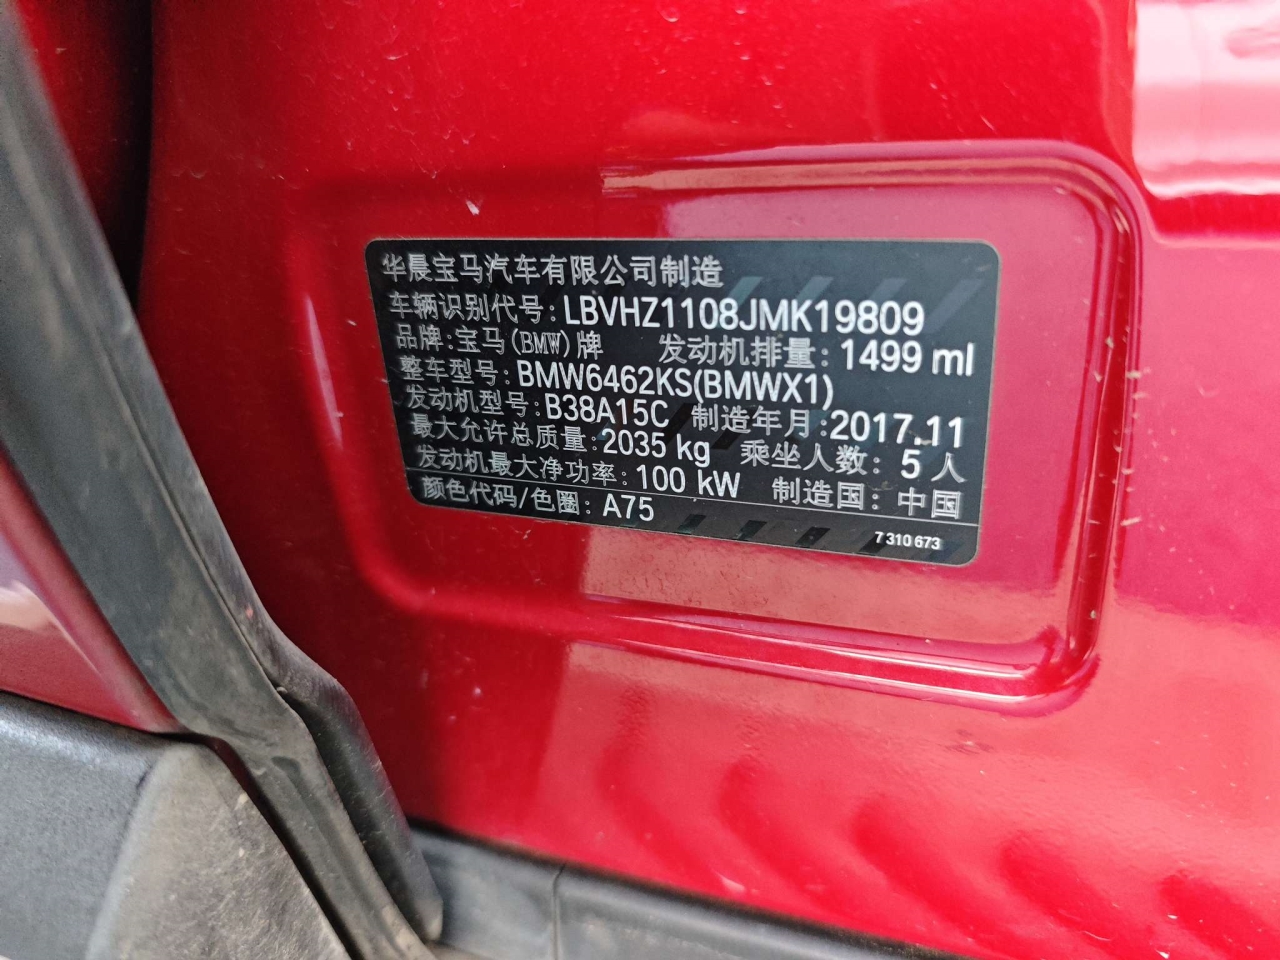 华晨宝马汽车有限公司制造
车辆识别代号: LBVHZ1108JMK19809
品牌: 宝马(BMW)牌 发动机排量: 1499 ml
整车型号: BMW6462KS(BMWX1)
发动机型号: B38A15C 制造年月: 2017.11
最大允许总质量: 2035 kg 乘坐人数: 5 人
发动机最大净功率: 100 kW 制造国: 中国
颜色代码/色圈: A75
7 310 673